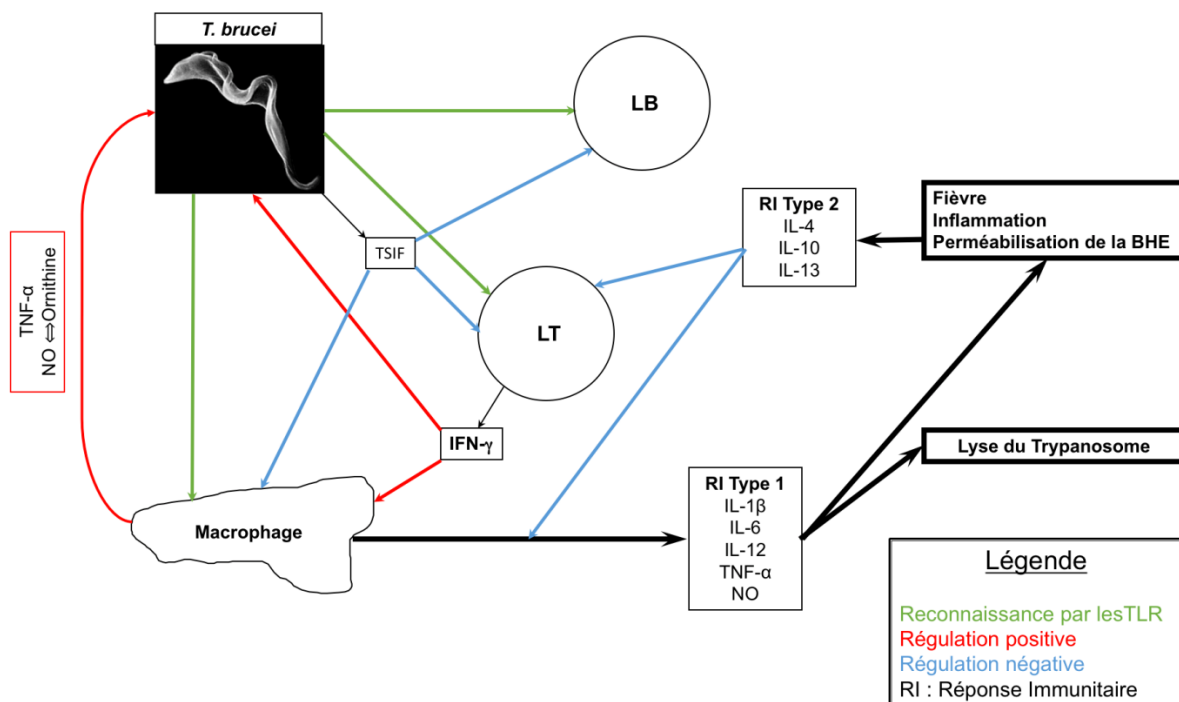 T. brucei
LB
TSIF
LT
IFN-γ
TNF-α
NO ⇔Ornithine
Macrophage
RI Type 2
IL-4
IL-10
IL-13
Fièvre
Inflammation
Perméabilisation de la BHE
Lyse du Trypanosome
RI Type 1
IL-1β
IL-6
IL-12
TNF-α
NO
Légende
Reconnaissance par lesTLR
Régulation positive
Régulation négative
RI : Réponse Immunitaire